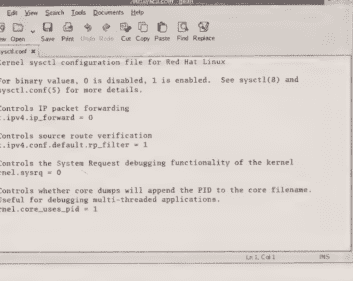 Edit View Search Tools Documents Help
Open Save Print Undo Redo Cut Copy Paste Find Replace
sysctl.conf ×
Kernel sysctl configuration file for Red Hat Linux
For binary values, 0 is disabled, 1 is enabled. See sysctl(8) and
sysctl.conf(5) for more details.
Controls IP packet forwarding
.ipv4.ip_forward = 0
Controls source route verification
.ipv4.conf.default.rp_filter = 1
Controls the System Request debugging functionality of the kernel
rnel.sysrq = 0
Controls whether core dumps will append the PID to the core filename.
Useful for debugging multi-threaded applications.
rnel.core_uses_pid = 1
Ln 1, Col 1 INS